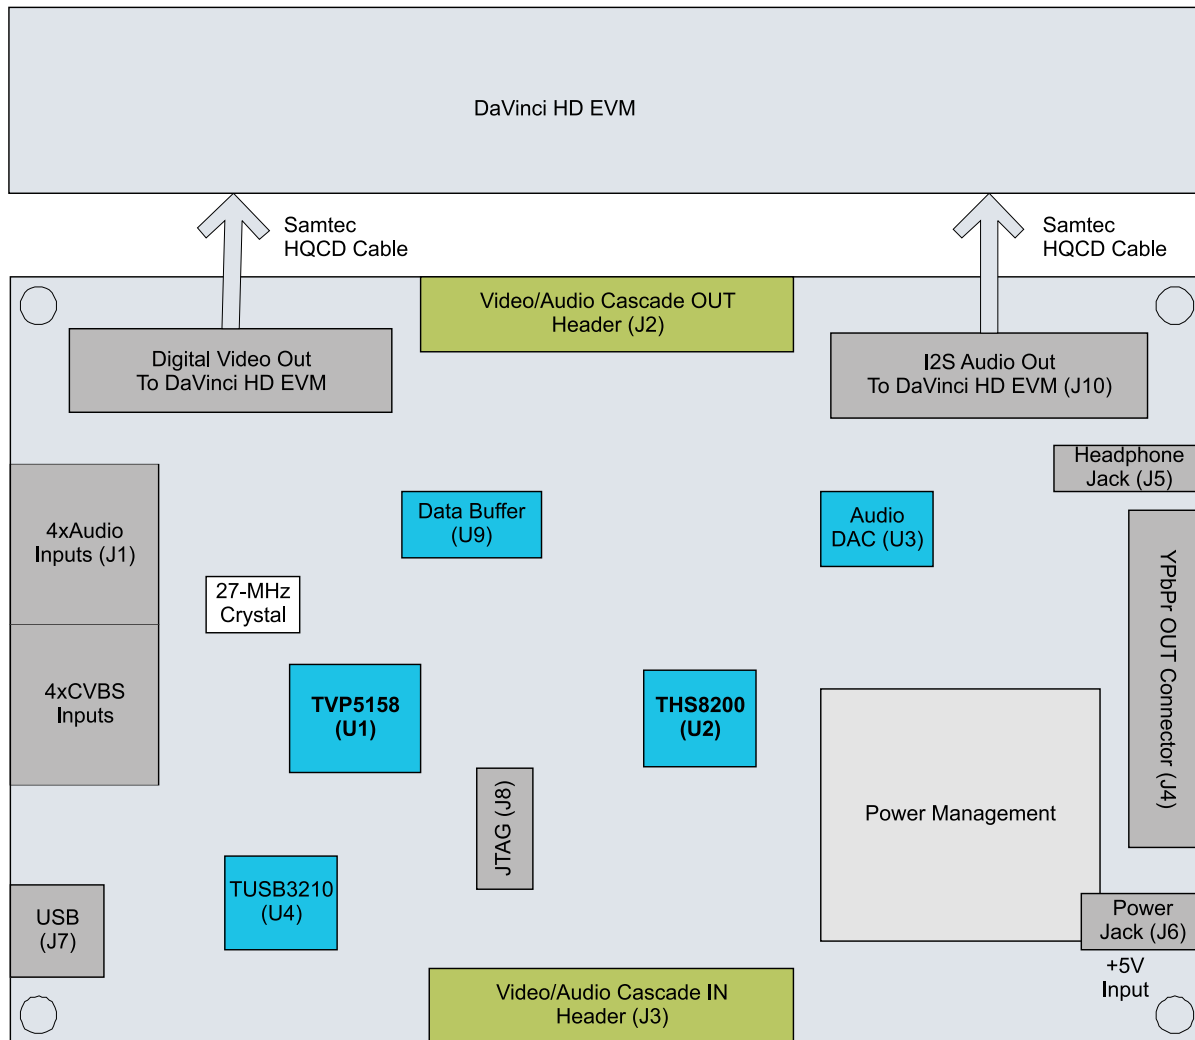 DaVinci HD EVM
Samtec
HQCD Cable
Samtec
HQCD Cable
Video/Audio Cascade OUT
Header (J2)
Digital Video Out
To DaVinci HD EVM
I2S Audio Out
To DaVinci HD EVM (J10)
Headphone
Jack (J5)
4xAudio
Inputs (J1)
Data Buffer
(U9)
Audio
DAC (U3)
27-MHz
Crystal
YPbPr OUT Connector (J4)
4xCVBS
Inputs
TVP5158
(U1)
THS8200
(U2)
JTAG (J8)
Power Management
TUSB3210
(U4)
USB
(J7)
Power
Jack (J6)
+5V
Input
Video/Audio Cascade IN
Header (J3)